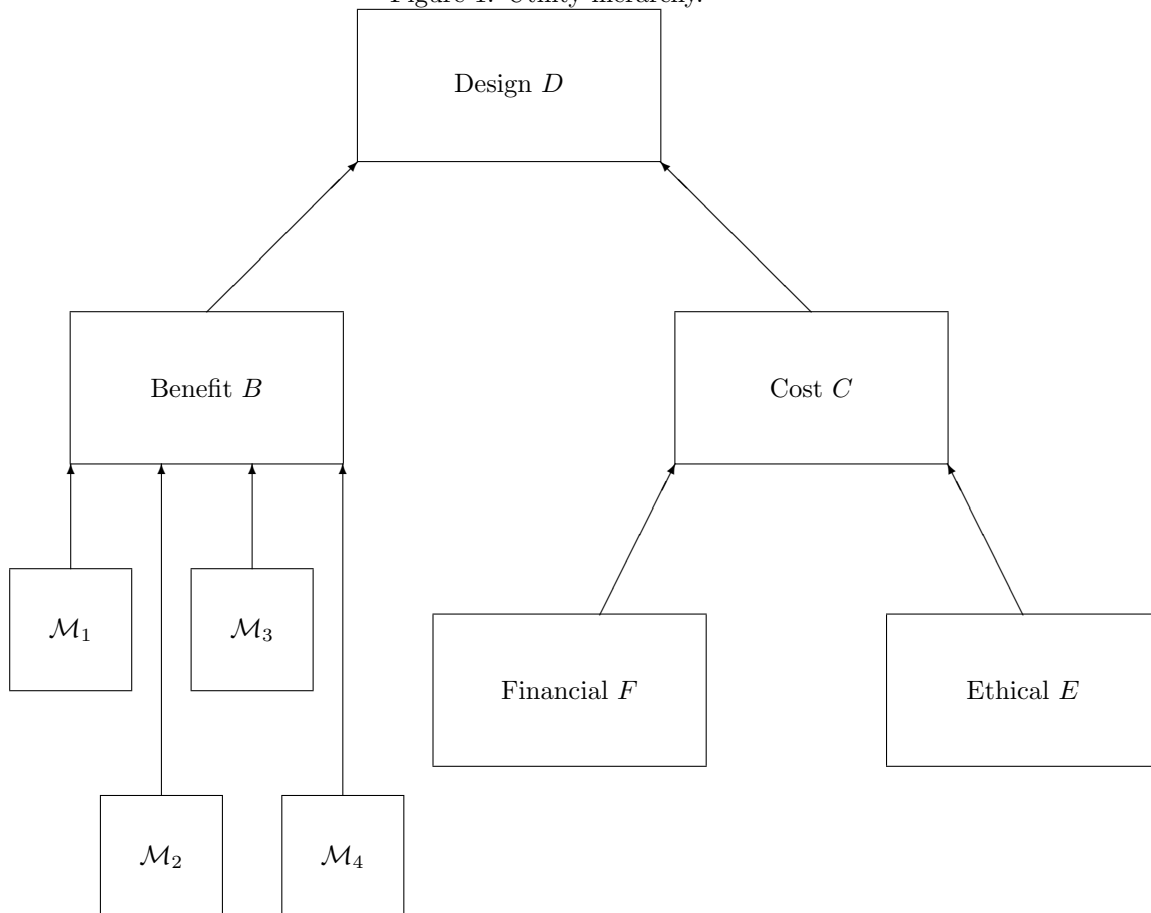 Figure 1: Utility hierarchy.
Design D
Benefit B
Cost C
M₁
M₃
Financial F
Ethical E
M₂
M₄